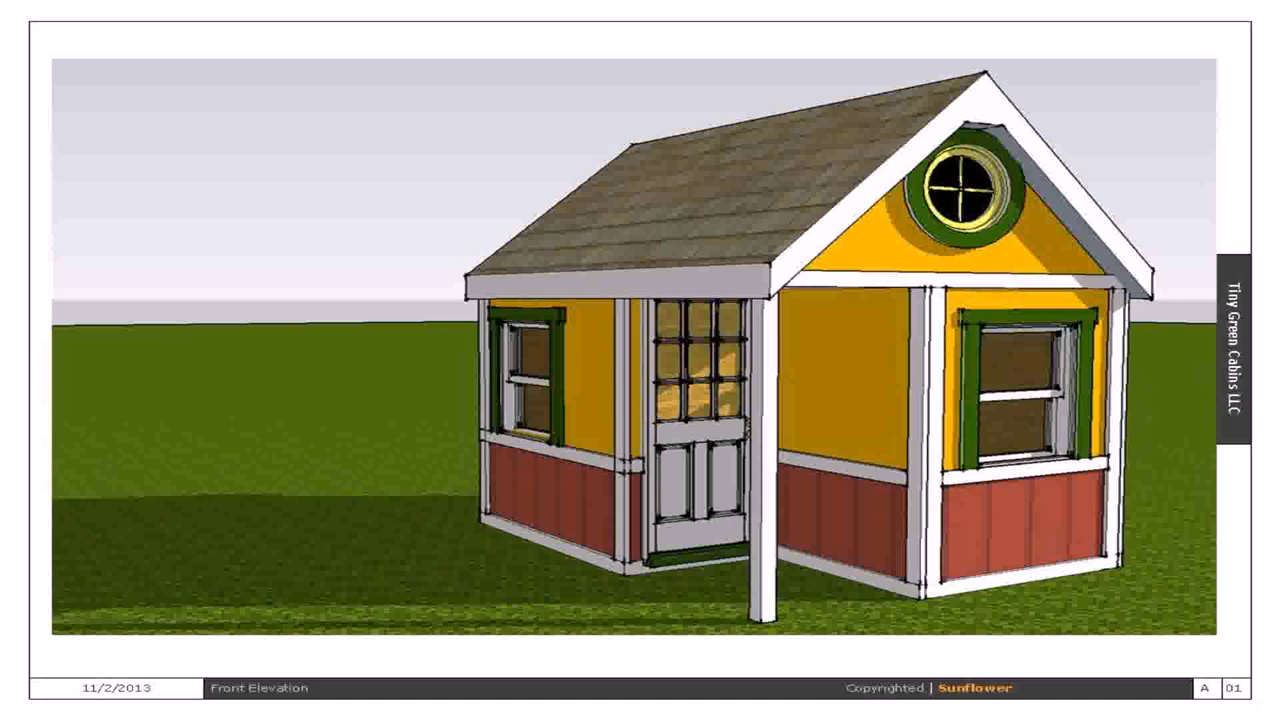 Tiny Green Cabins LLC
11/2/2013
Front Elevation
Copyrighted | Sunflower
A
01